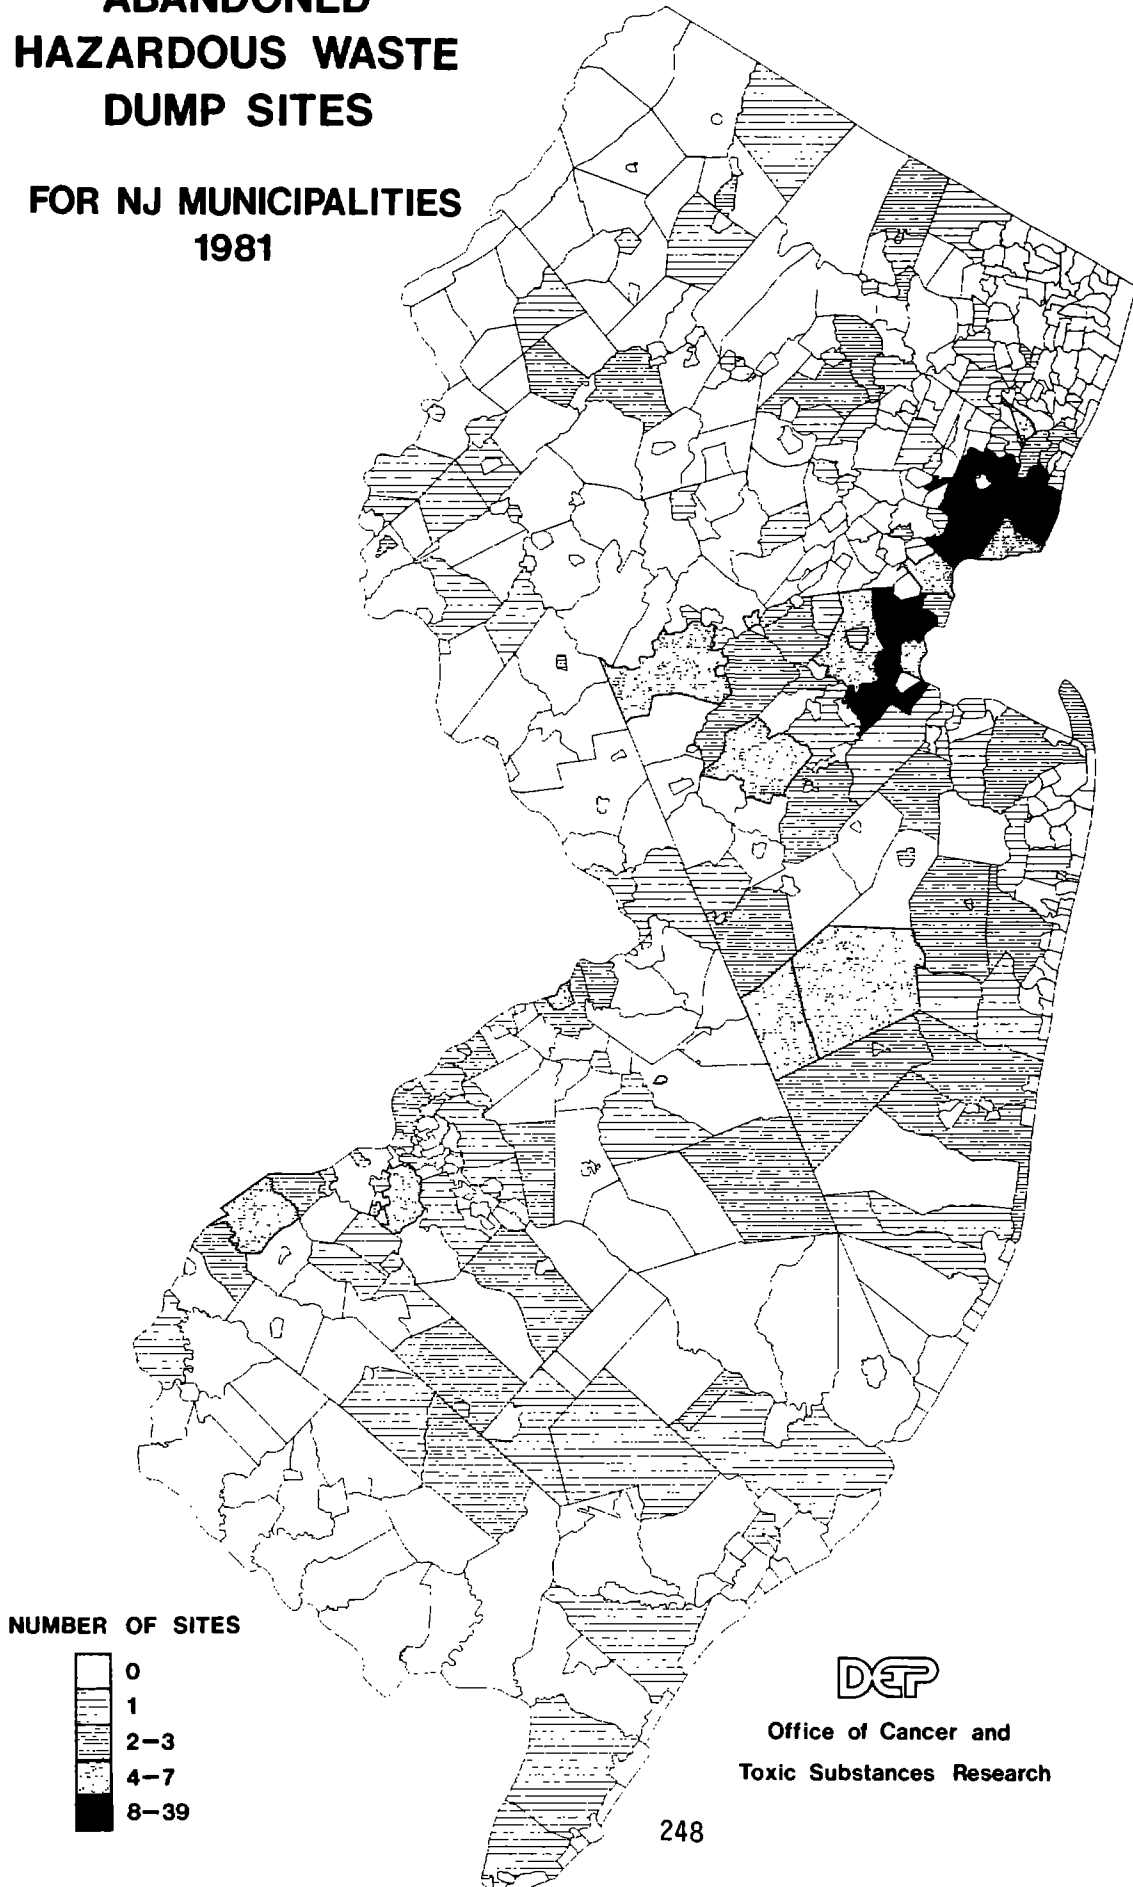 ABANDONED
HAZARDOUS WASTE
DUMP SITES
FOR NJ MUNICIPALITIES
1981
NUMBER OF SITES
0
1
2-3
4-7
8-39
DEP
Office of Cancer and
Toxic Substances Research
248